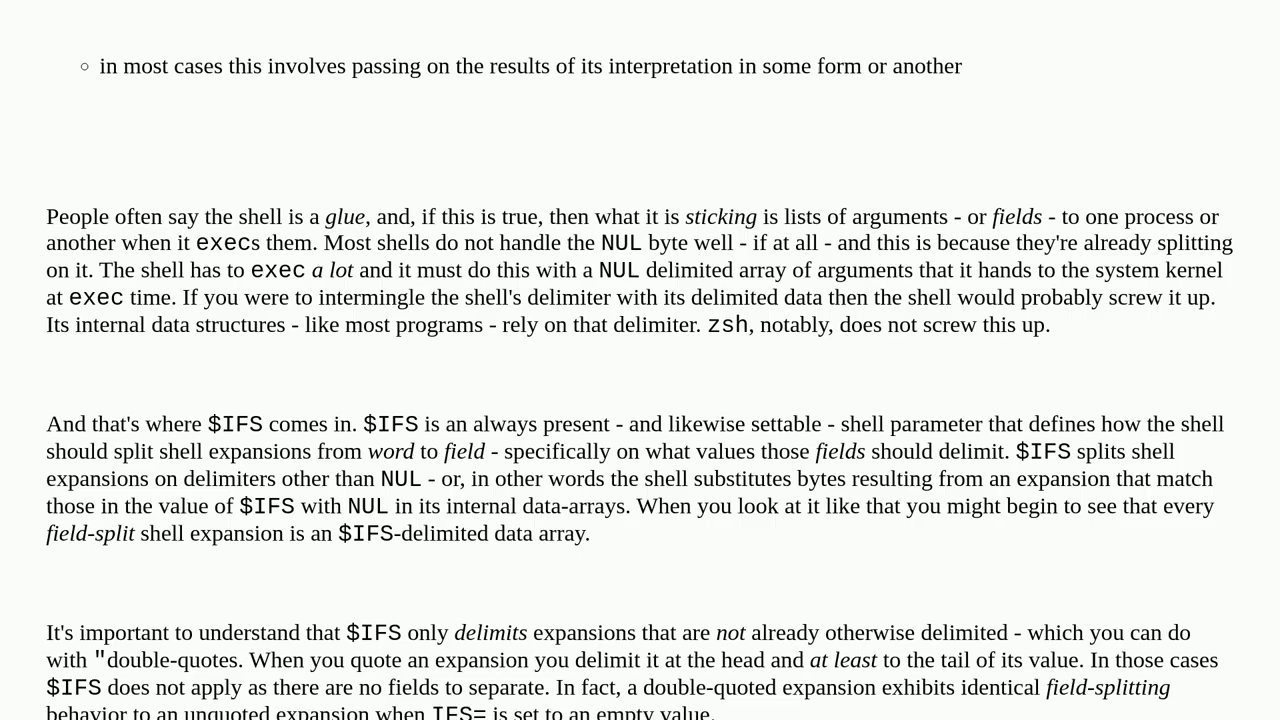 in most cases this involves passing on the results of its interpretation in some form or another
People often say the shell is a glue, and, if this is true, then what it is sticking is lists of arguments - or fields - to one process or
another when it execs them. Most shells do not handle the NUL byte well - if at all - and this is because they're already splitting
on it. The shell has to exec a lot and it must do this with a NUL delimited array of arguments that it hands to the system kernel
at exec time. If you were to intermingle the shell's delimiter with its delimited data then the shell would probably screw it up.
Its internal data structures - like most programs - rely on that delimiter. zsh, notably, does not screw this up.
And that's where $IFS comes in. $IFS is an always present - and likewise settable - shell parameter that defines how the shell
should split shell expansions from word to field - specifically on what values those fields should delimit. $IFS splits shell
expansions on delimiters other than NUL - or, in other words the shell substitutes bytes resulting from an expansion that match
those in the value of $IFS with NUL in its internal data-arrays. When you look at it like that you might begin to see that every
field-split shell expansion is an $IFS-delimited data array.
It's important to understand that $IFS only delimits expansions that are not already otherwise delimited - which you can do
with "double-quotes. When you quote an expansion you delimit it at the head and at least to the tail of its value. In those cases
$IFS does not apply as there are no fields to separate. In fact, a double-quoted expansion exhibits identical field-splitting
behavior to an unquoted expansion when IFS= is set to an empty value.